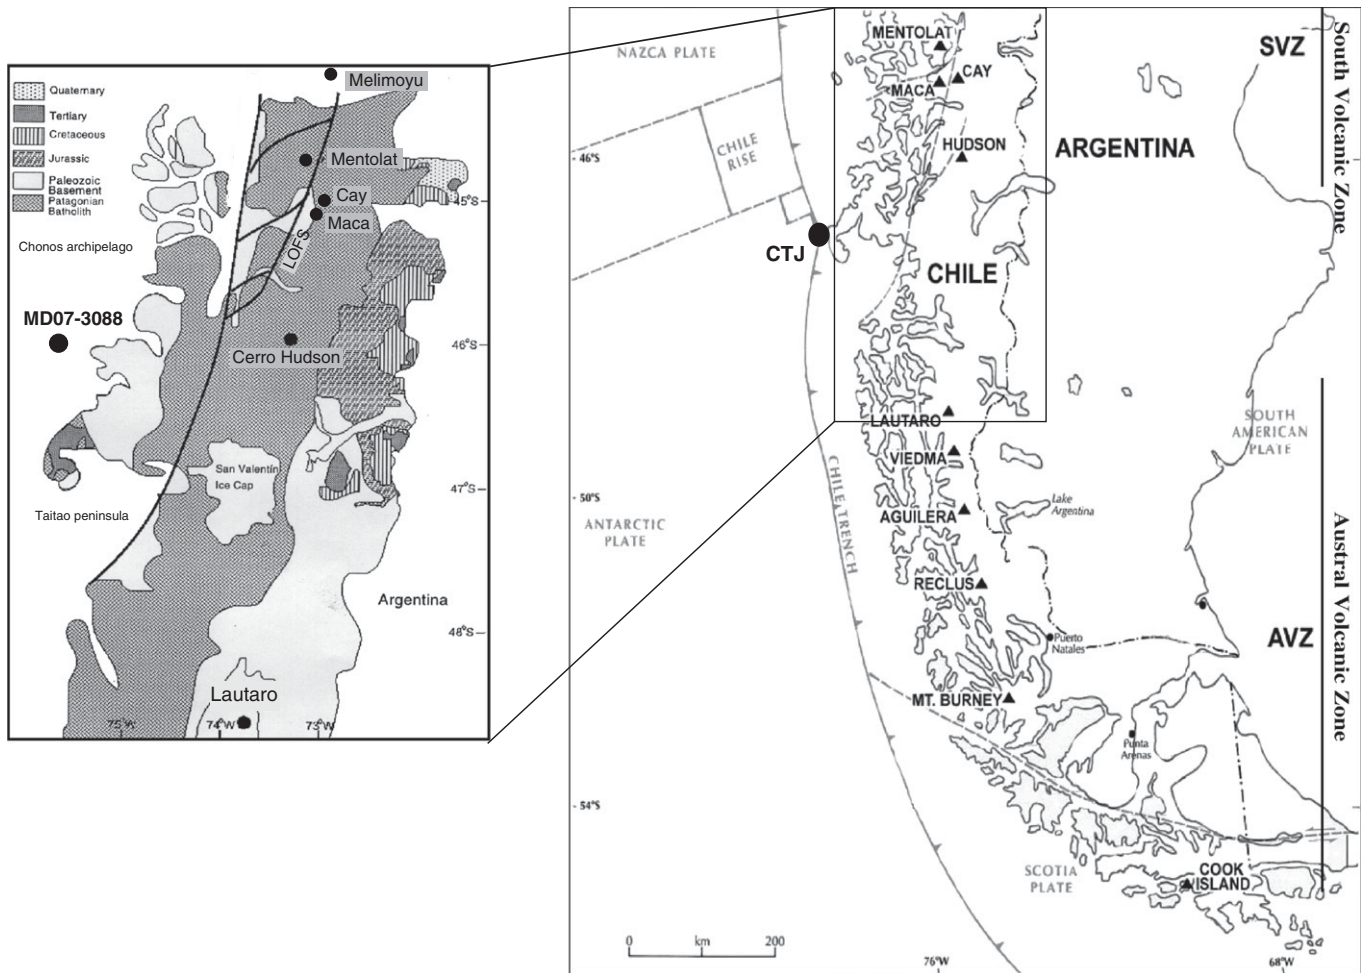 Quaternary
Tertiary
Cretaceous
Jurassic
Paleozoic
Basement
Patagonian
Batholith
Melimoyu
Mentolat
Cay
Maca
LOFS
45°S
Chonos archipelago
MD07-3088
Cerro Hudson
46°S
San Valentín
Ice Cap
47°S
Taitao peninsula
Argentina
48°S
Lautaro
75°W
74°W
73°W
NAZCA PLATE
MENTOLAT
CAY
MACA
SVZ
South Volcanic Zone
CHILE
RISE
- 46°S
HUDSON
ARGENTINA
CTJ
CHILE
LAUTARO
VIEDMA
SOUTH
AMERICAN
PLATE
- 50°S
ANTARCTIC
PLATE
CHILE TRENCH
AGUILERA
Lake
Argentina
RECLUS
Puerto
Natales
AVZ
Austral Volcanic Zone
MT. BURNEY
Punta
Arenas
- 54°S
SCOTIA
PLATE
COOK
ISLAND
0 km 200
76°W
68°W